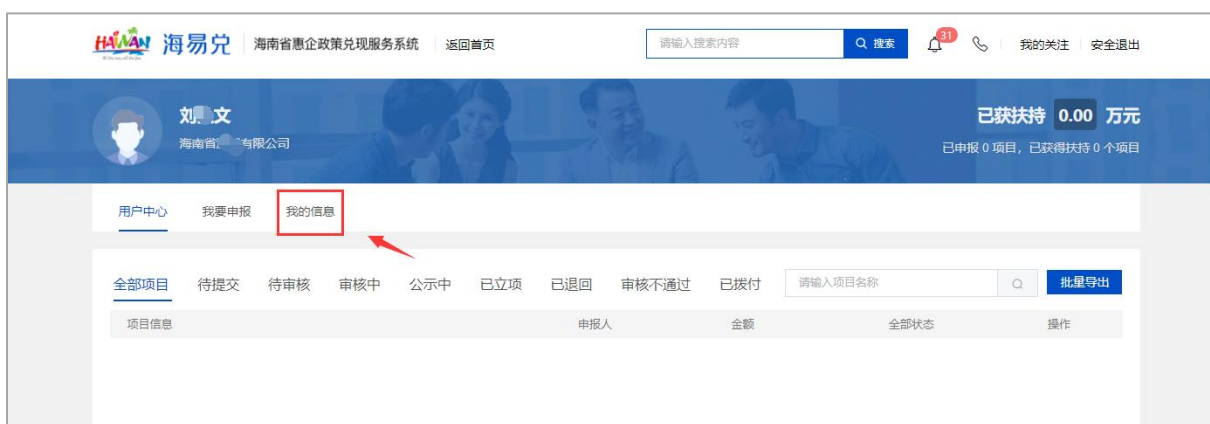 HAINAN 海易兑 海南省惠企政策兑现服务系统 返回首页 请输入搜索内容 搜索 31 我的关注 安全退出
刘 文 已获扶持 0.00 万元
海南省 有限公司 已申报 0 项目，已获得扶持 0 个项目
用户中心 我要申报 我的信息
全部项目 待提交 待审核 审核中 公示中 已立项 已退回 审核不通过 已拨付 请输入项目名称 批量导出
项目信息 申报人 金额 全部状态 操作